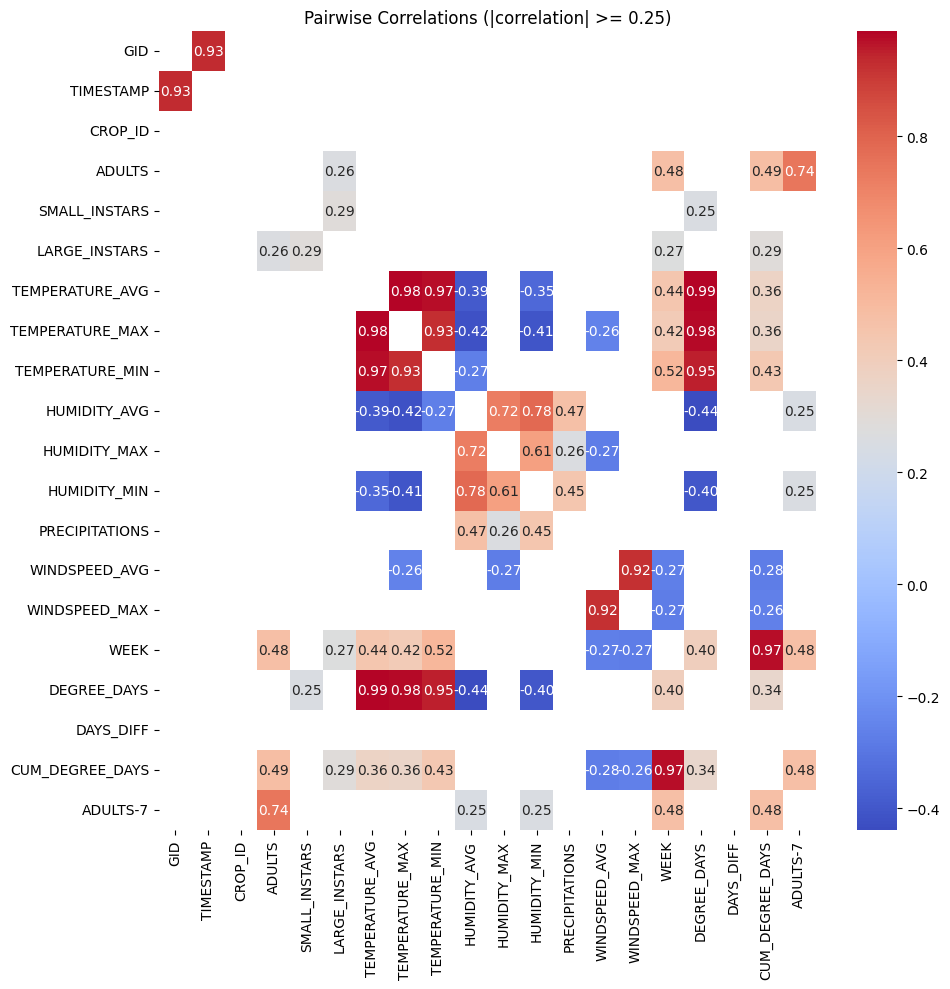 Pairwise Correlations (|correlation| >= 0.25)
GID 0.93
TIMESTAMP 0.93
CROP_ID
ADULTS 0.26 0.48 0.49 0.74
SMALL_INSTARS 0.29 0.25
LARGE_INSTARS 0.26 0.29 0.27 0.29
TEMPERATURE_AVG 0.98 0.97 -0.39 -0.35 0.44 0.99 0.36
TEMPERATURE_MAX 0.98 0.93 -0.42 -0.41 -0.26 0.42 0.98 0.36
TEMPERATURE_MIN 0.97 0.93 -0.27 0.52 0.95 0.43
HUMIDITY_AVG -0.39 -0.42 -0.27 0.72 0.78 0.47 -0.44 0.25
HUMIDITY_MAX 0.72 0.61 0.26 -0.27
HUMIDITY_MIN -0.35 -0.41 0.78 0.61 0.45 -0.40 0.25
PRECIPITATIONS 0.47 0.26 0.45
WINDSPEED_AVG -0.26 -0.27 0.92 -0.27 -0.28
WINDSPEED_MAX 0.92 -0.27 -0.26
WEEK 0.48 0.27 0.44 0.42 0.52 -0.27 -0.27 0.40 0.97 0.48
DEGREE_DAYS 0.25 0.99 0.98 0.95 -0.44 -0.40 0.40 0.34
DAYS_DIFF
CUM_DEGREE_DAYS 0.49 0.29 0.36 0.36 0.43 -0.28 -0.26 0.97 0.34 0.48
ADULTS-7 0.74 0.25 0.25 0.48 0.48
GID
TIMESTAMP
CROP_ID
ADULTS
SMALL_INSTARS
LARGE_INSTARS
TEMPERATURE_AVG
TEMPERATURE_MAX
TEMPERATURE_MIN
HUMIDITY_AVG
HUMIDITY_MAX
HUMIDITY_MIN
PRECIPITATIONS
WINDSPEED_AVG
WINDSPEED_MAX
WEEK
DEGREE_DAYS
DAYS_DIFF
CUM_DEGREE_DAYS
ADULTS-7
0.8
0.6
0.4
0.2
0.0
−0.2
−0.4